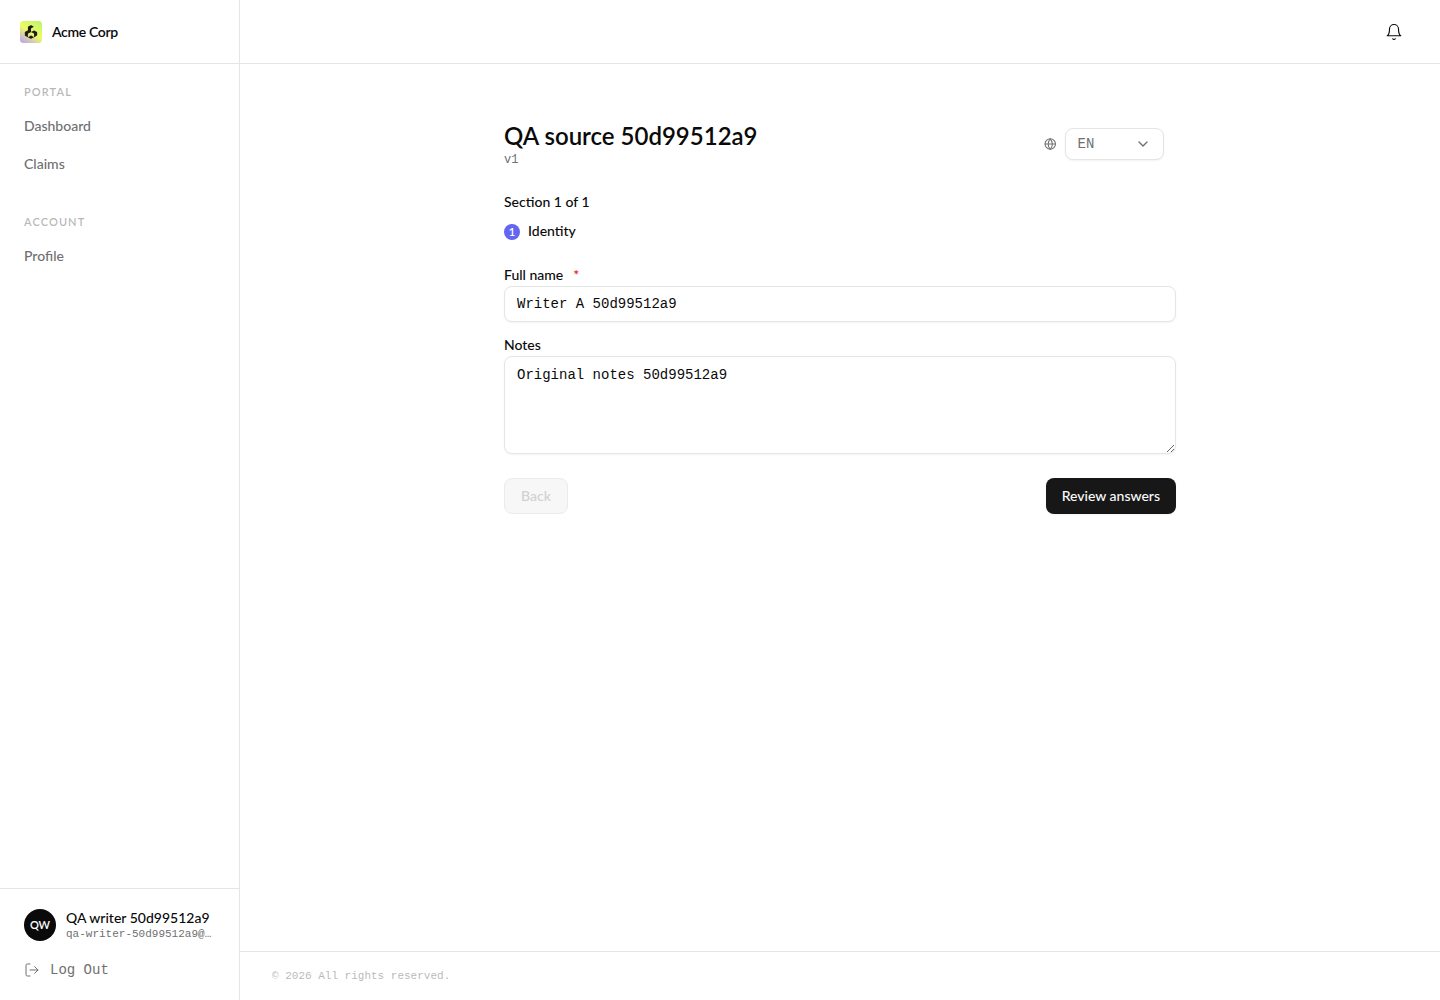 Acme Corp
PORTAL
Dashboard
Claims
ACCOUNT
Profile
QA source 50d99512a9
v1
EN
Section 1 of 1
1 Identity
Full name *
Writer A 50d99512a9
Notes
Original notes 50d99512a9
Back
Review answers
QW
QA writer 50d99512a9
qa-writer-50d99512a9@…
Log Out
© 2026 All rights reserved.